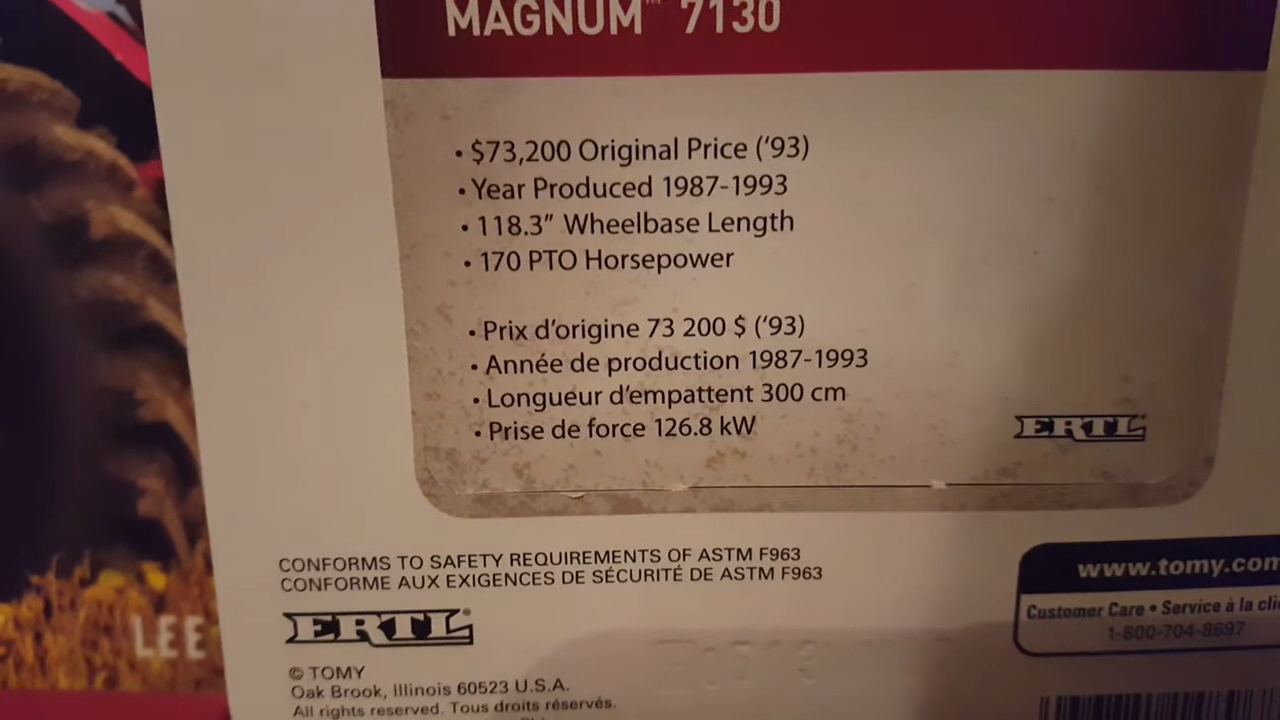 MAGNUM™ 7130
• $73,200 Original Price ('93)
• Year Produced 1987-1993
• 118.3” Wheelbase Length
• 170 PTO Horsepower
• Prix d'origine 73 200 $ ('93)
• Année de production 1987-1993
• Longueur d'empattent 300 cm
• Prise de force 126.8 kW
ERTL
CONFORMS TO SAFETY REQUIREMENTS OF ASTM F963
CONFORME AUX EXIGENCES DE SÉCURITÉ DE ASTM F963
www.tomy.com
Customer Care • Service à la
1-800-704-8697
LEE
ERTL®
© TOMY
Oak Brook, Illinois 60523 U.S.A.
All rights reserved. Tous droits réservés.